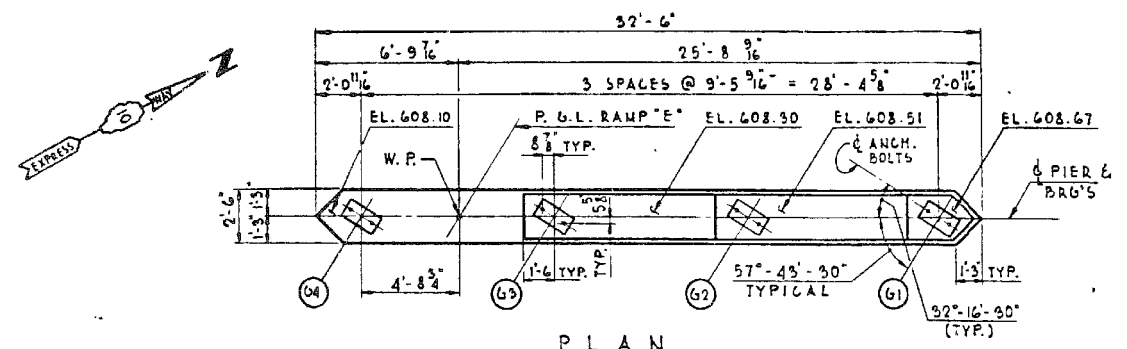 32'-6"
6'-9 7/16"
25'-8 9/16"
2'-0 11/16"
3 SPACES @ 9'-5 9/16" = 28'-4 5/8"
2'-0 11/16"
EL. 608.10
P.G.L. RAMP "E"
EL. 608.30
EL. 608.51
EL. 608.67
N
EXPRESS
WAY
W.P.
8 7/8" TYP.
℄ ANCH.
BOLTS
℄ PIER &
BRG'S
2'-6"
1'-3"
1'-3"
TYP.
1'-6 TYP.
57°-43'-30"
TYPICAL
1'-3" TYP.
G4
4'-8 3/4"
G3
G2
G1
32°-16'-30"
(TYP.)
PLAN